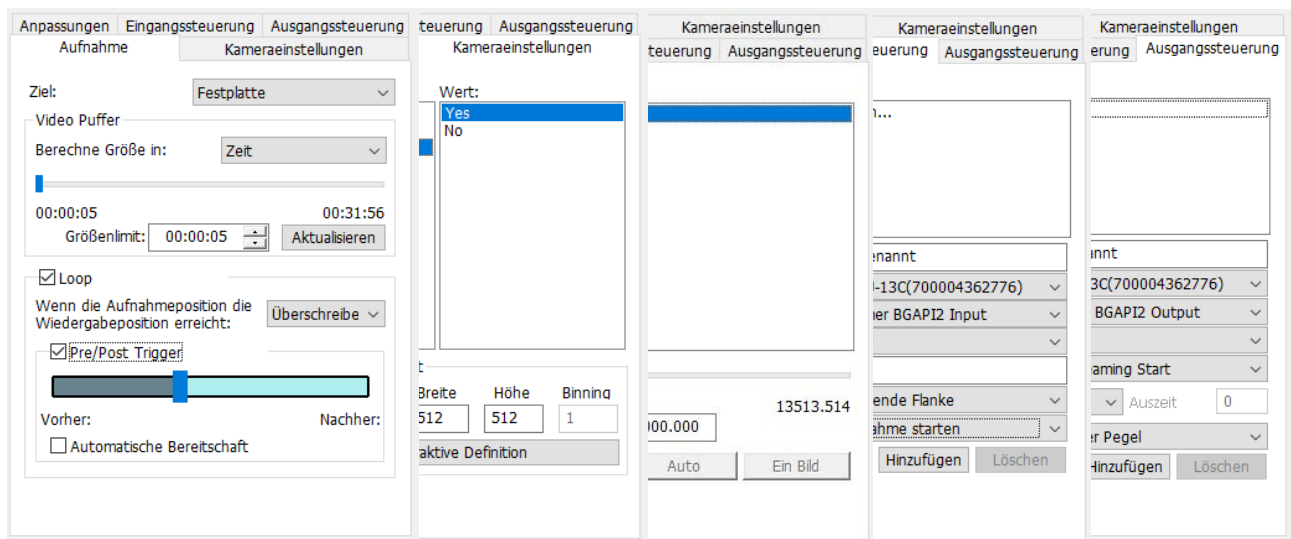 Anpassungen Eingangssteuerung Ausgangssteuerung
Aufnahme Kameraeinstellungen
Ziel: Festplatte
Video Puffer
Berechne Größe in: Zeit
00:00:05 00:31:56
Größenlimit: 00:00:05 Aktualisieren
Loop
Wenn die Aufnahmeposition die
Wiedergabeposition erreicht: Überschreibe
Pre/Post Trigger
Vorher: Nachher:
Automatische Bereitschaft
teuerung Ausgangssteuerung
Kameraeinstellungen
Wert:
Yes
No
t
Breite Höhe Binning
512 512 1
aktive Definition
Kameraeinstellungen
teuerung Ausgangssteuerung
13513.514
000.000
Auto Ein Bild
Kameraeinstellungen
euerung Ausgangssteuerung
n...
enannt
-13C(700004362776)
er BGAPI2 Input
ende Flanke
ahme starten
Hinzufügen Löschen
Kameraeinstellungen
erung Ausgangssteuerung
annt
3C(700004362776)
BGAPI2 Output
aming Start
Auszeit 0
r Pegel
Hinzufügen Löschen